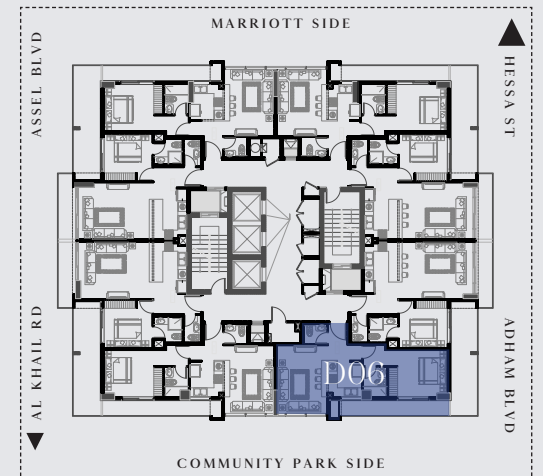 MARRIOTT SIDE
ASSEL BLVD
HESSA ST
D06
AL KHAIL RD
ADHAM BLVD
COMMUNITY PARK SIDE